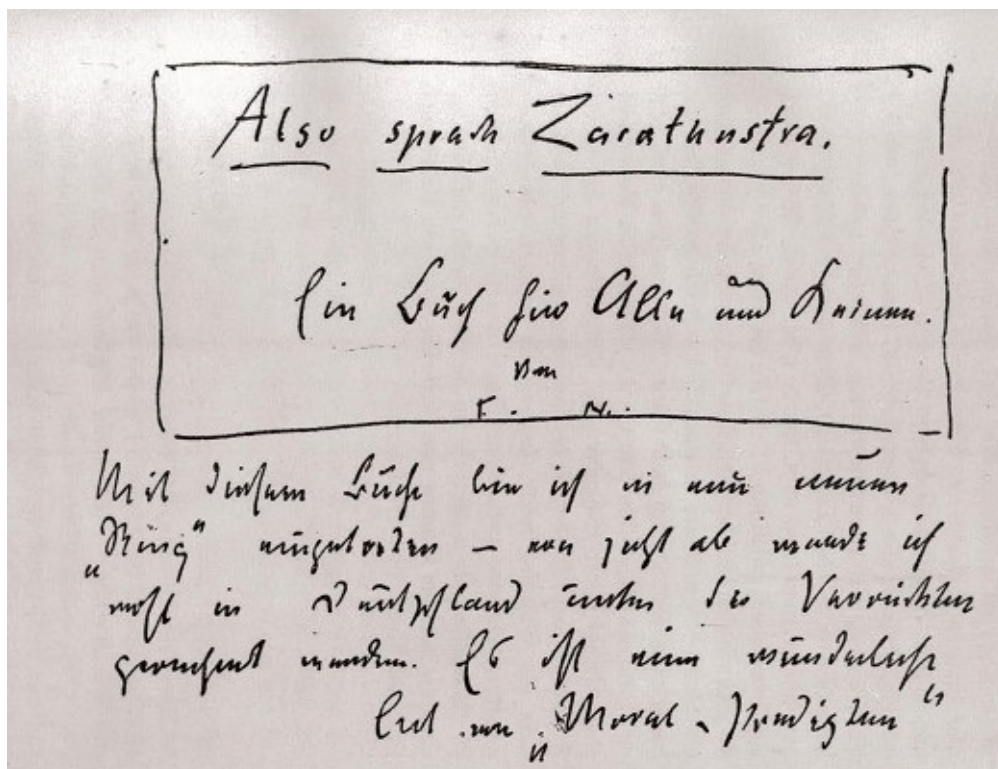 Also sprach Zarathustra.
Ein Buch für Alle und Keinen.
Von
F. N.
Mit diesem Buche bin ich in einen neuen
„Ring“ eingetreten — von jetzt ab werde ich
wohl in Deutschland unter die Verrückten
gerechnet werden. Es ist eine wunderliche
Art von „Moral-Predigten“